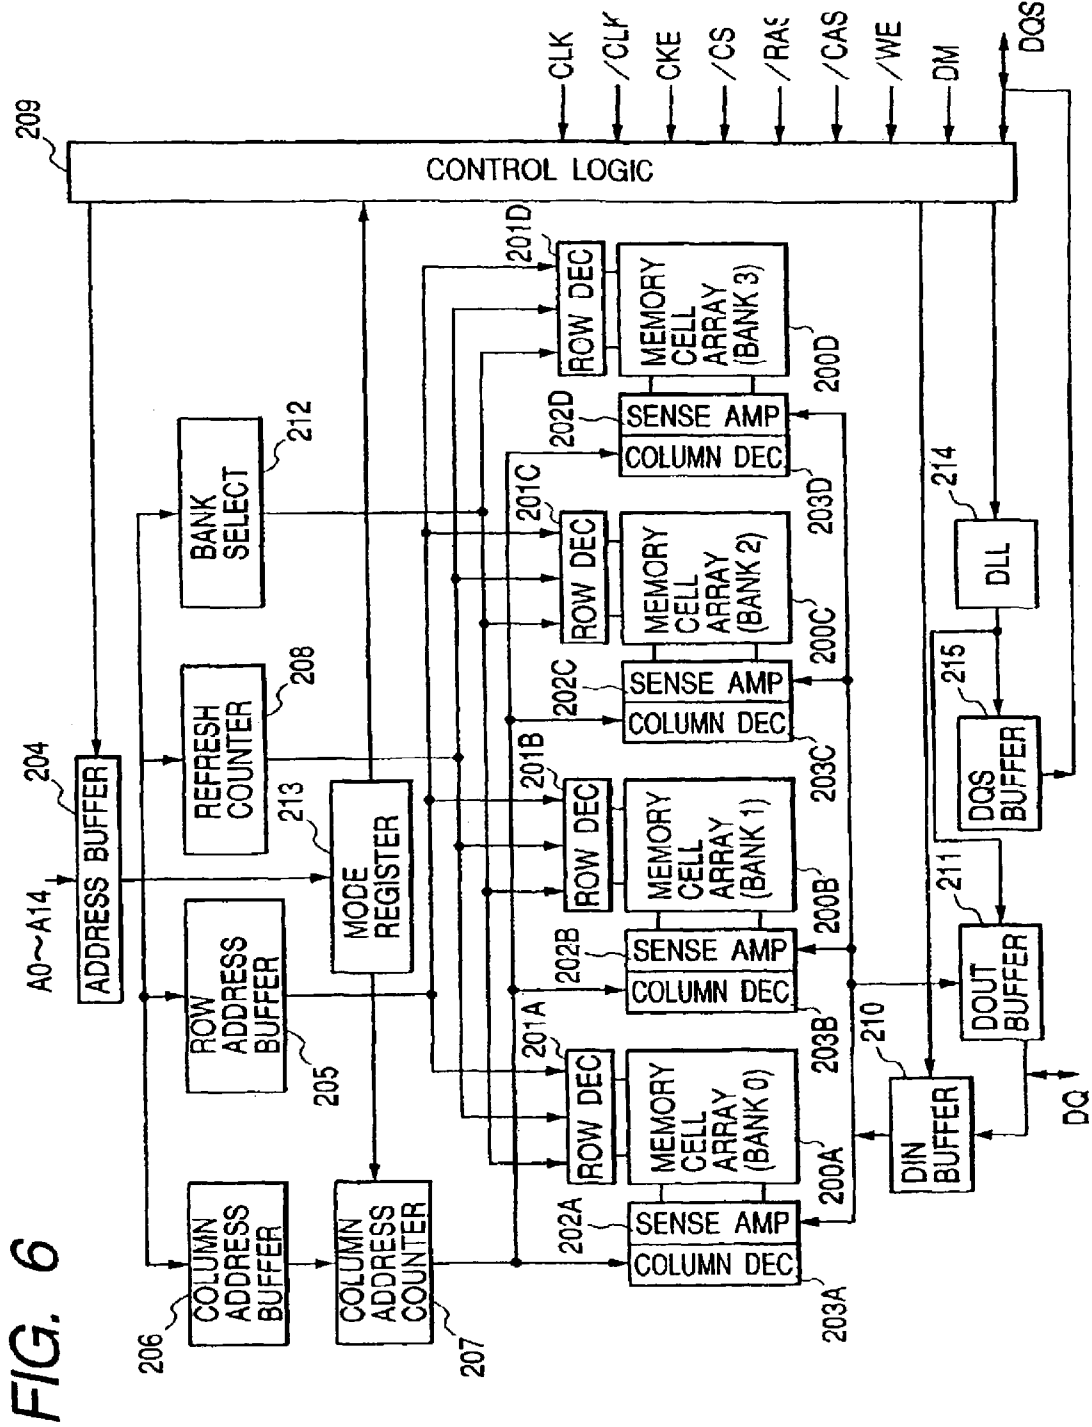 FIG. 6
A0~A14
204
ADDRESS BUFFER
206
COLUMN
ADDRESS
BUFFER
ROW
ADDRESS
BUFFER
205
REFRESH
COUNTER
208
BANK
SELECT
212
209
CONTROL LOGIC
COLUMN
ADDRESS
COUNTER
207
213
MODE
REGISTER
201A
ROW DEC
201B
ROW DEC
201C
ROW DEC
201D
ROW DEC
202A
SENSE AMP
COLUMN DEC
203A
MEMORY
CELL
ARRAY
(BANK 0)
200A
202B
SENSE AMP
COLUMN DEC
203B
MEMORY
CELL
ARRAY
(BANK 1)
200B
202C
SENSE AMP
COLUMN DEC
203C
MEMORY
CELL
ARRAY
(BANK 2)
200C
202D
SENSE AMP
COLUMN DEC
203D
MEMORY
CELL
ARRAY
(BANK 3)
200D
CLK
/CLK
CKE
/CS
/RAS
/CAS
/WE
DM
DQS
210
DIN
BUFFER
211
DOUT
BUFFER
215
DQS
BUFFER
214
DLL
DQ